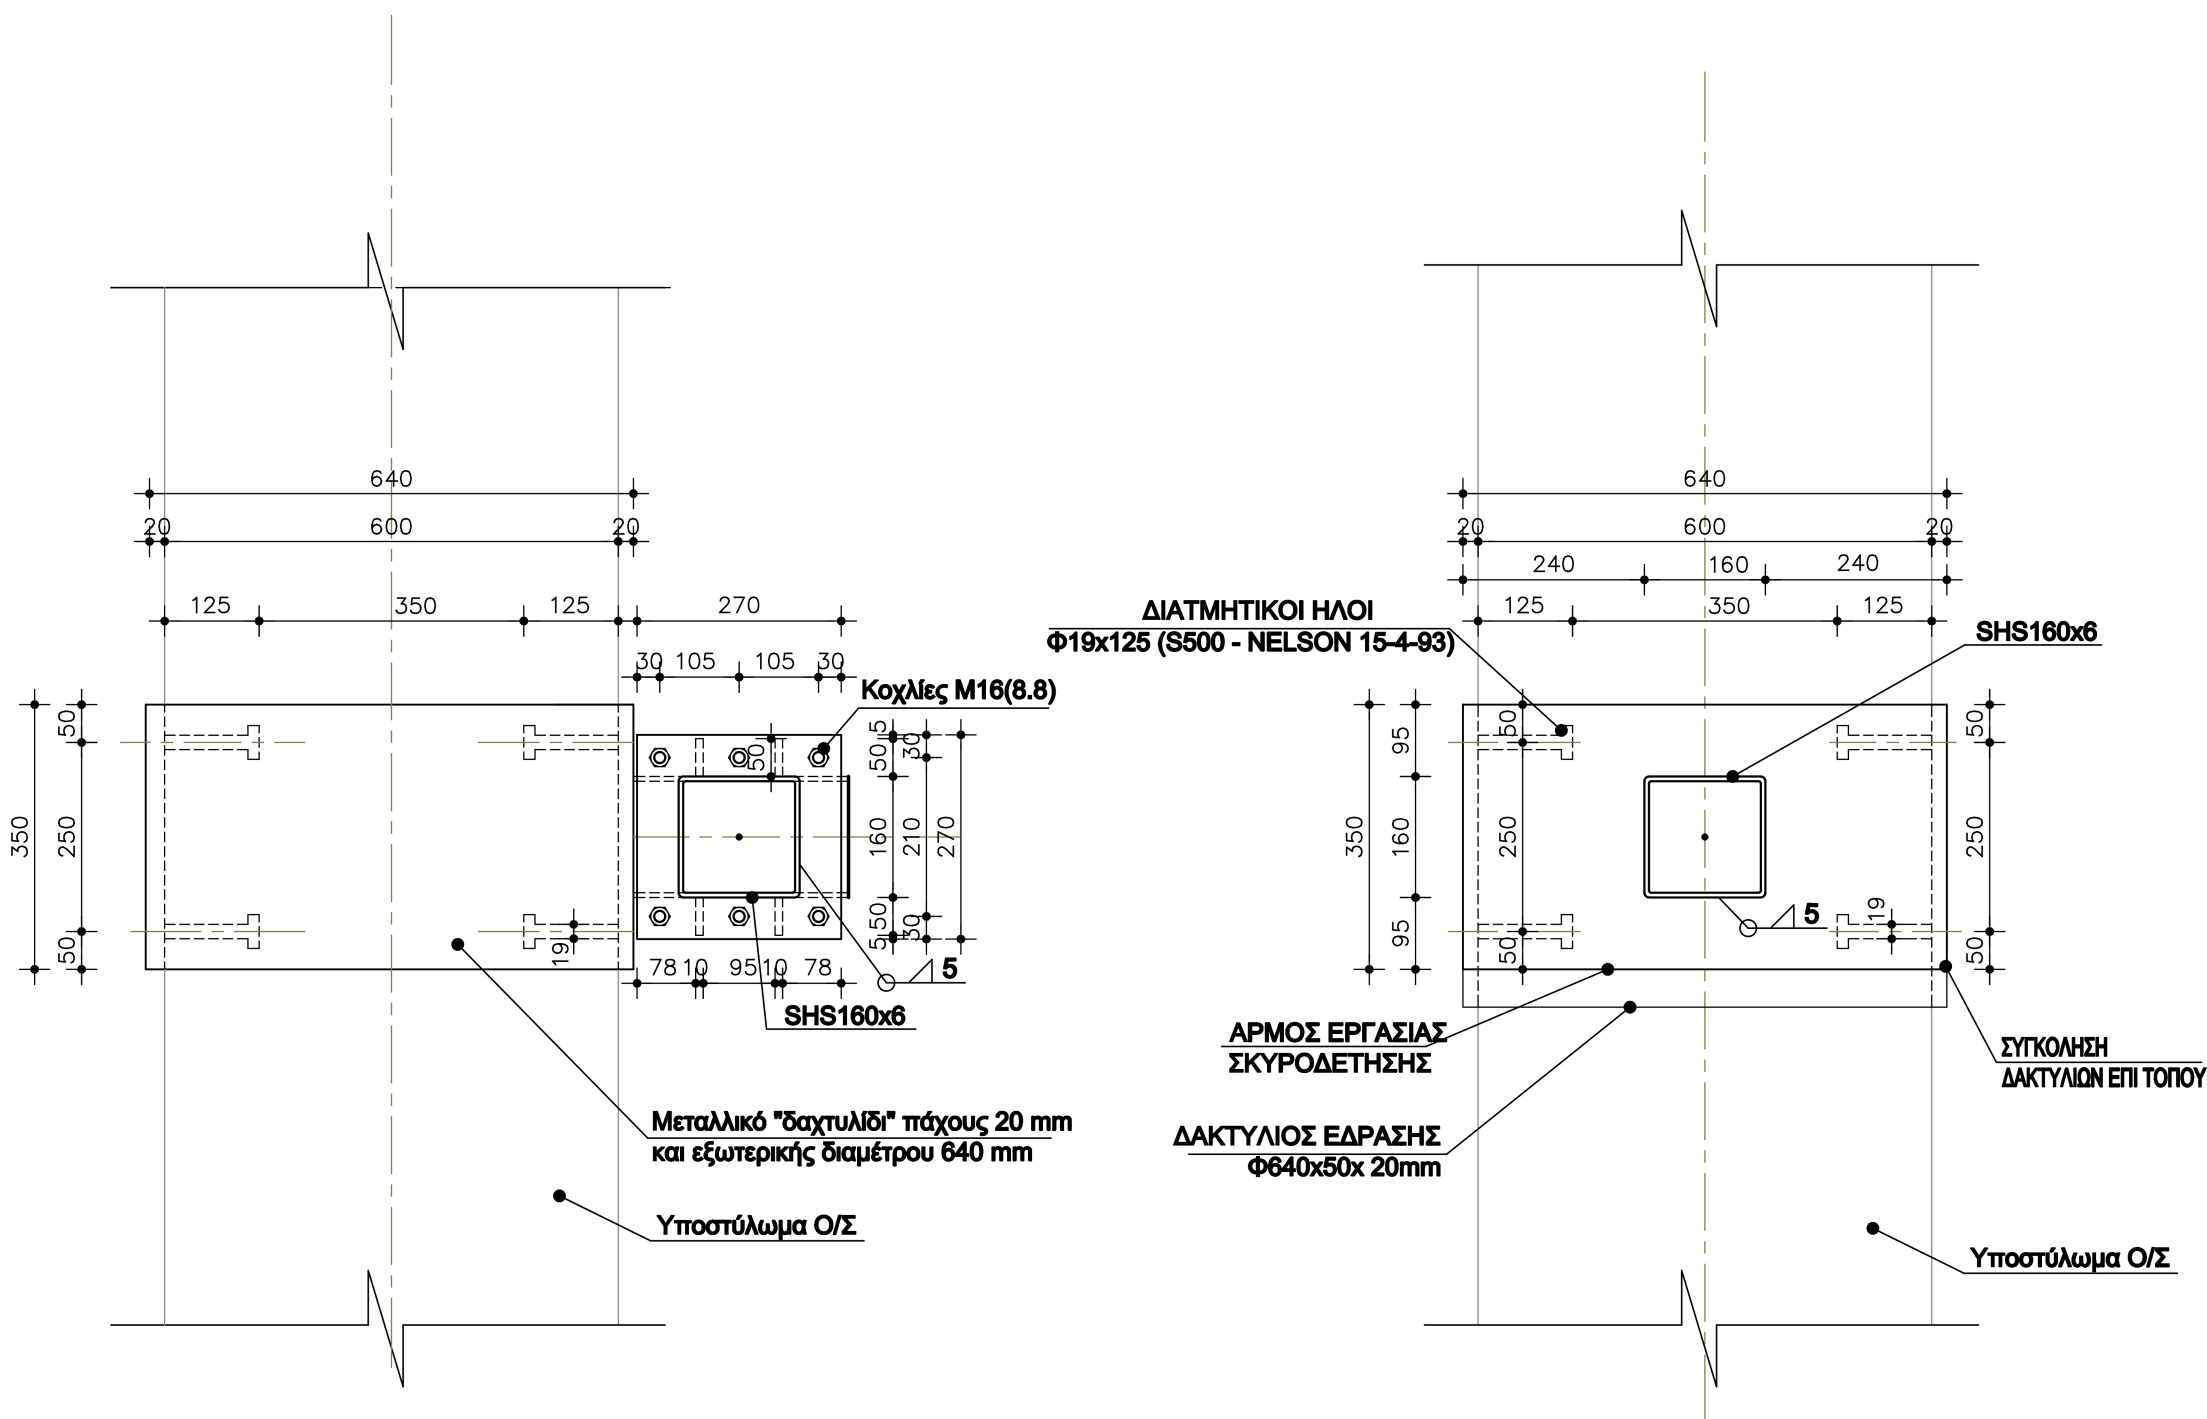 640
20 600 20
125 350 125 270
30 105 105 30
Κοχλίες M16(8.8)
50
250
50
350
19
50
5
50
160
50
5
30
210
30
270
78 10 95 10 78
5
SHS160x6
Μεταλλικό "δαχτυλίδι" πάχους 20 mm
και εξωτερικής διαμέτρου 640 mm
Υποστύλωμα Ο/Σ
640
20 600 20
240 160 240
125 350 125
ΔΙΑΤΜΗΤΙΚΟΙ ΗΛΟΙ
Φ19x125 (S500 - NELSON 15-4-93)
SHS160x6
350
95
160
95
50
250
50
19
50
250
50
5
ΑΡΜΟΣ ΕΡΓΑΣΙΑΣ
ΣΚΥΡΟΔΕΤΗΣΗΣ
ΣΥΓΚΟΛΗΣΗ
ΔΑΚΤΥΛΙΩΝ ΕΠΙ ΤΟΠΟΥ
ΔΑΚΤΥΛΙΟΣ ΕΔΡΑΣΗΣ
Φ640x50x 20mm
Υποστύλωμα Ο/Σ